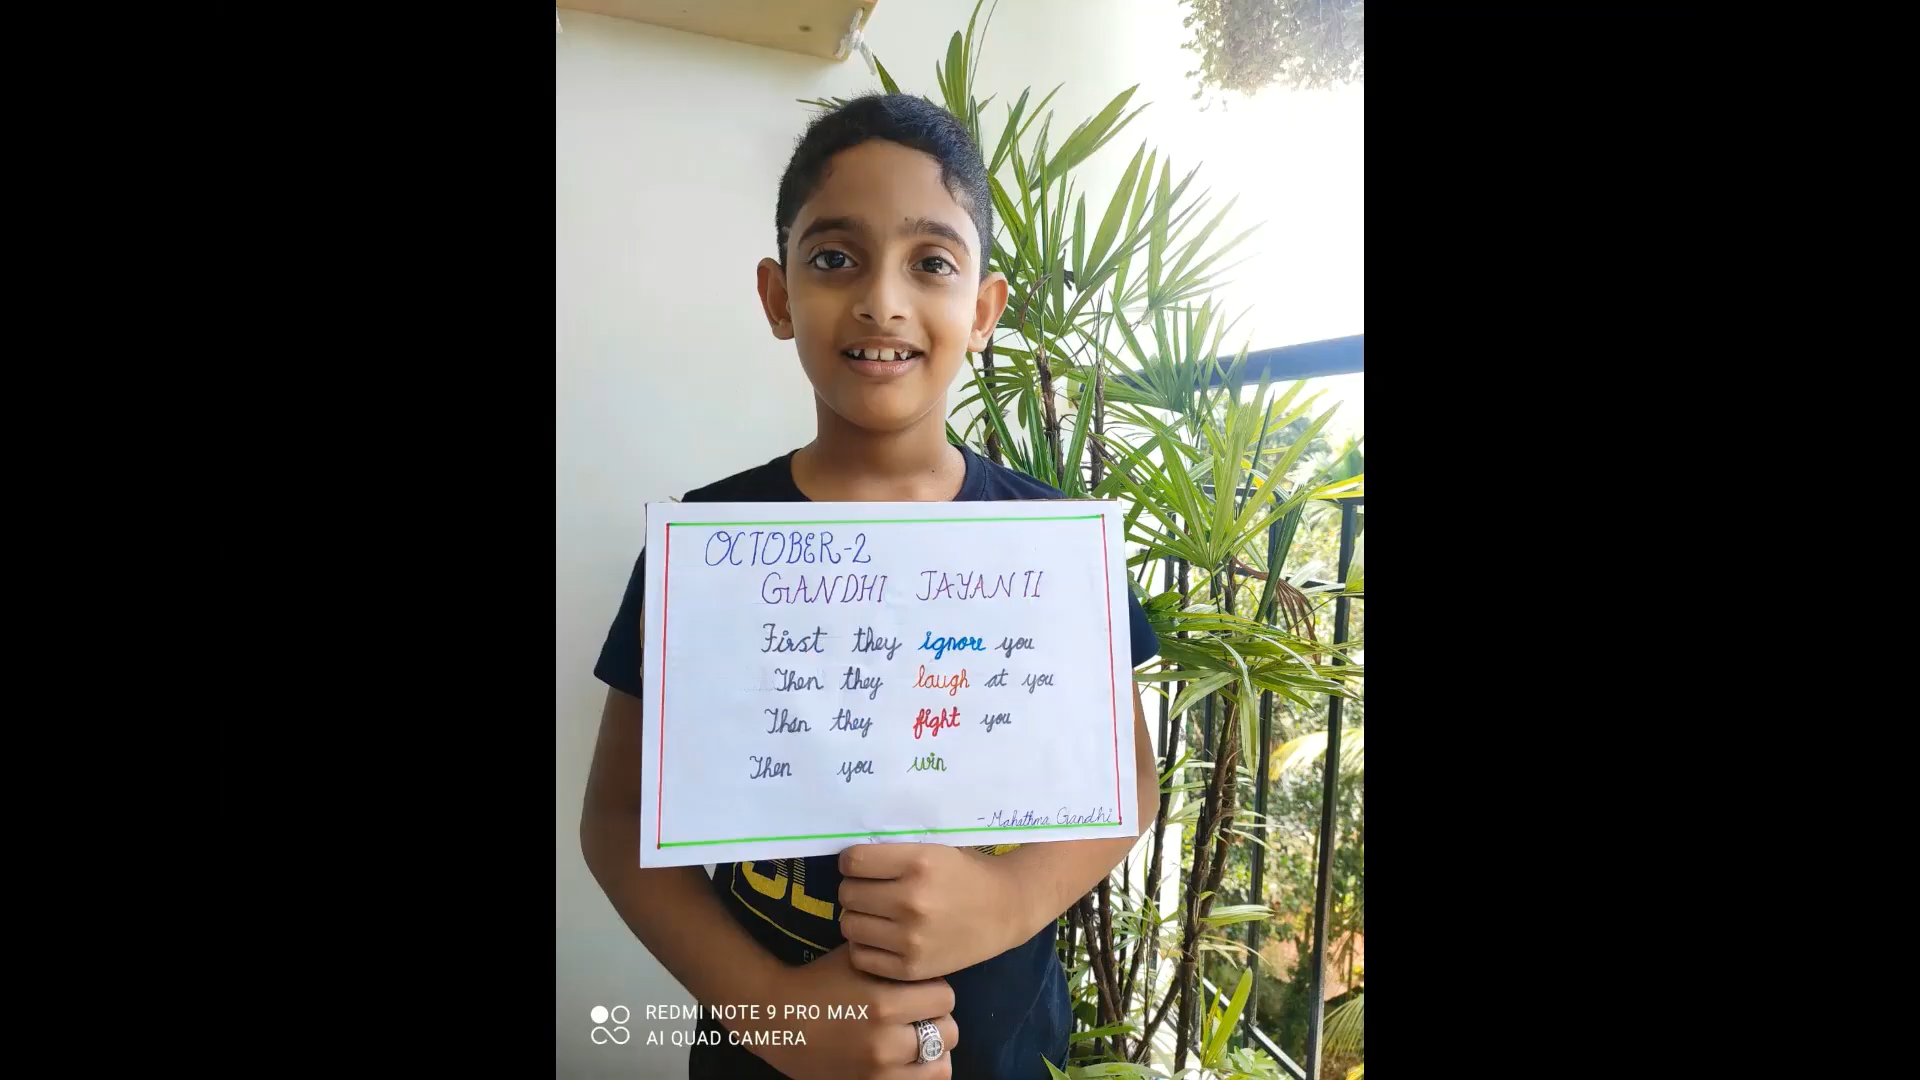 OCTOBER-2
GANDHI JAYANTI
First they ignore you
Then they laugh at you
Then they fight you
Then you win
- Mahathma Gandhi
REDMI NOTE 9 PRO MAX
AI QUAD CAMERA